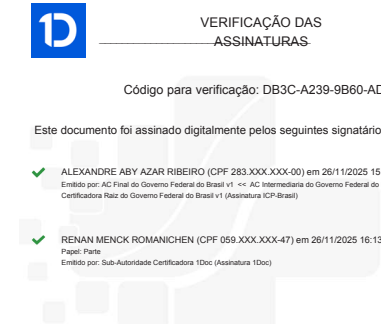 1D
VERIFICAÇÃO DAS
ASSINATURAS
Código para verificação: DB3C-A239-9B60-AD
Este documento foi assinado digitalmente pelos seguintes signatário
ALEXANDRE ABY AZAR RIBEIRO (CPF 283.XXX.XXX-00) em 26/11/2025 15
Emitido por: AC Final do Governo Federal do Brasil v1 << AC Intermediaria do Governo Federal do
Certificadora Raiz do Governo Federal do Brasil v1 (Assinatura ICP-Brasil)
RENAN MENCK ROMANICHEN (CPF 059.XXX.XXX-47) em 26/11/2025 16:13
Papel: Parte
Emitido por: Sub-Autoridade Certificadora 1Doc (Assinatura 1Doc)